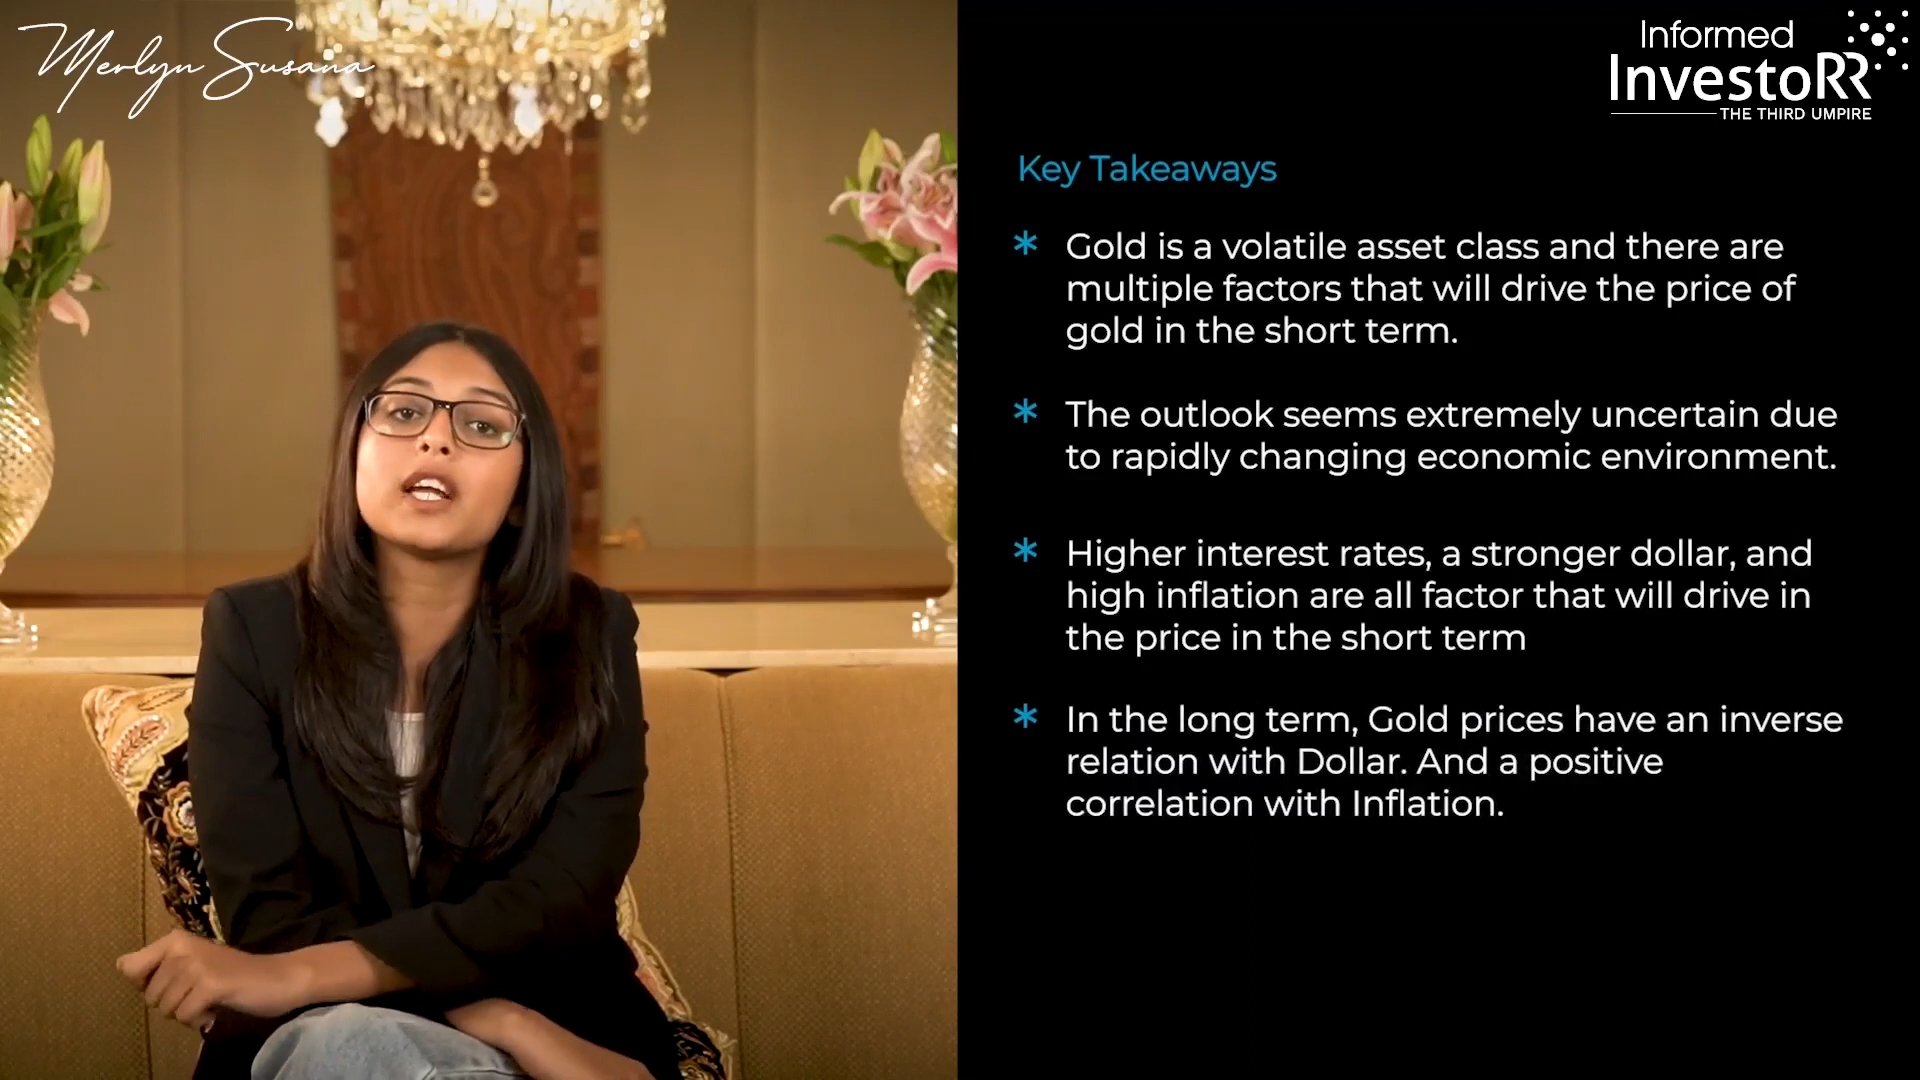 Merlyn Susana
Informed
InvestoRR
THE THIRD UMPIRE
Key Takeaways
* Gold is a volatile asset class and there are
multiple factors that will drive the price of
gold in the short term.
* The outlook seems extremely uncertain due
to rapidly changing economic environment.
* Higher interest rates, a stronger dollar, and
high inflation are all factor that will drive in
the price in the short term
* In the long term, Gold prices have an inverse
relation with Dollar. And a positive
correlation with Inflation.